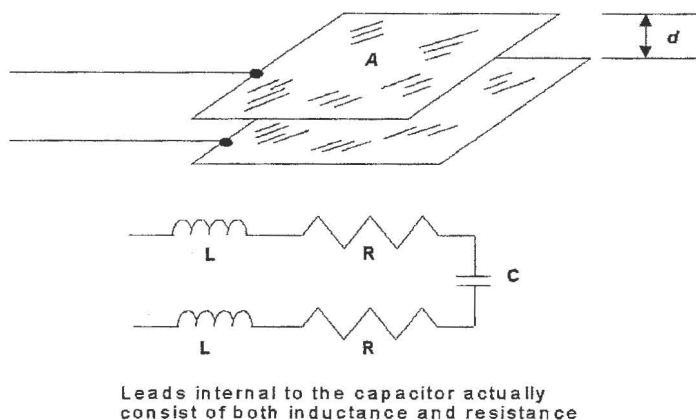 A
d
L
R
C
L
R
Leads internal to the capacitor actually
consist of both inductance and resistance